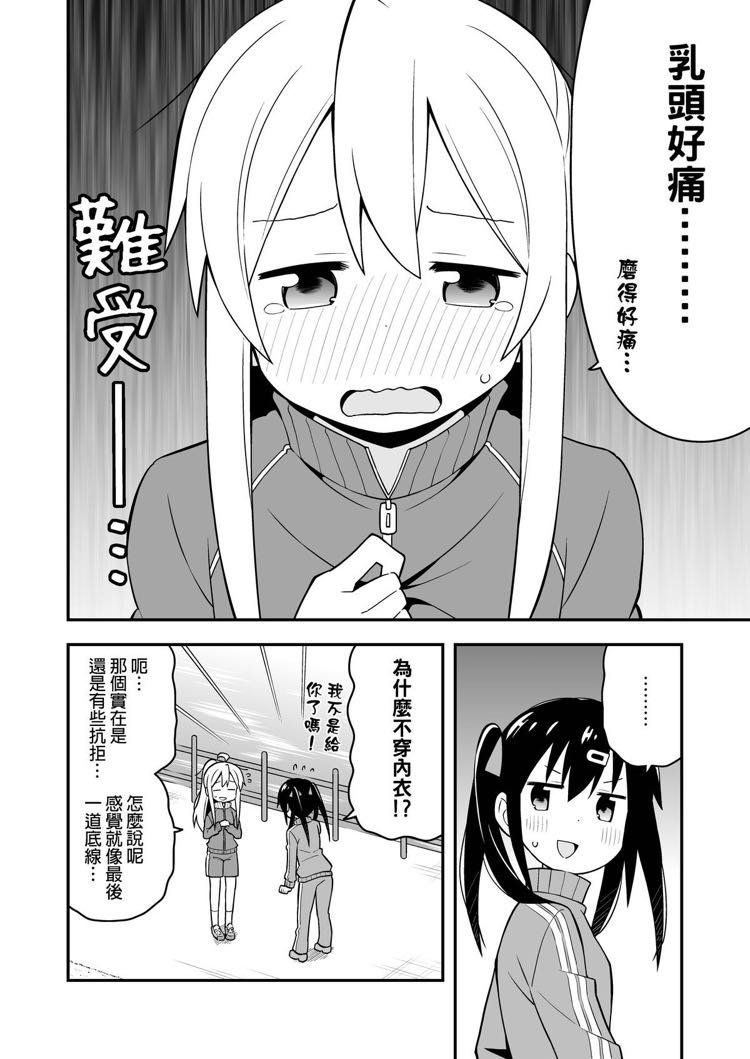 乳頭好痛………
磨得好痛…
難受——…
………
為什麼不穿內衣!?
我不是給
你了嗎！
呃…
那個實在是
還是有些抗拒…
怎麼說呢
感覺就像最後
一道底線…